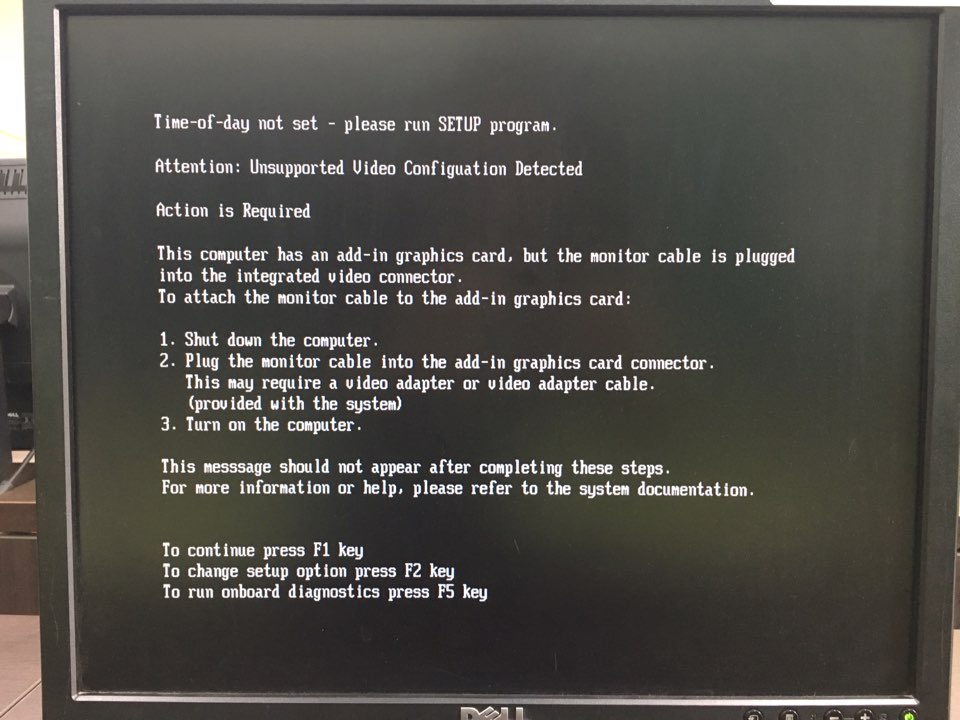 Time-of-day not set - please run SETUP program.
Attention: Unsupported Video Configuation Detected
Action is Required
This computer has an add-in graphics card, but the monitor cable is plugged
into the integrated video connector.
To attach the monitor cable to the add-in graphics card:
1. Shut down the computer.
2. Plug the monitor cable into the add-in graphics card connector.
This may require a video adapter or video adapter cable.
(provided with the system)
3. Turn on the computer.
This messsage should not appear after completing these steps.
For more information or help, please refer to the system documentation.
To continue press F1 key
To change setup option press F2 key
To run onboard diagnostics press F5 key
DELL